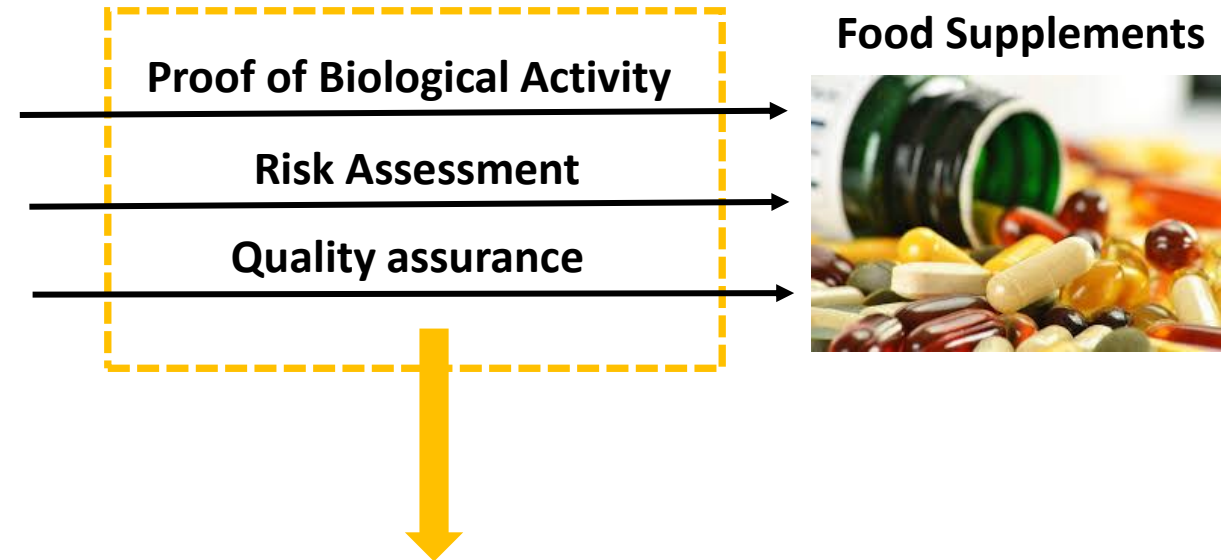 Food Supplements
Proof of Biological Activity
Risk Assessment
Quality assurance